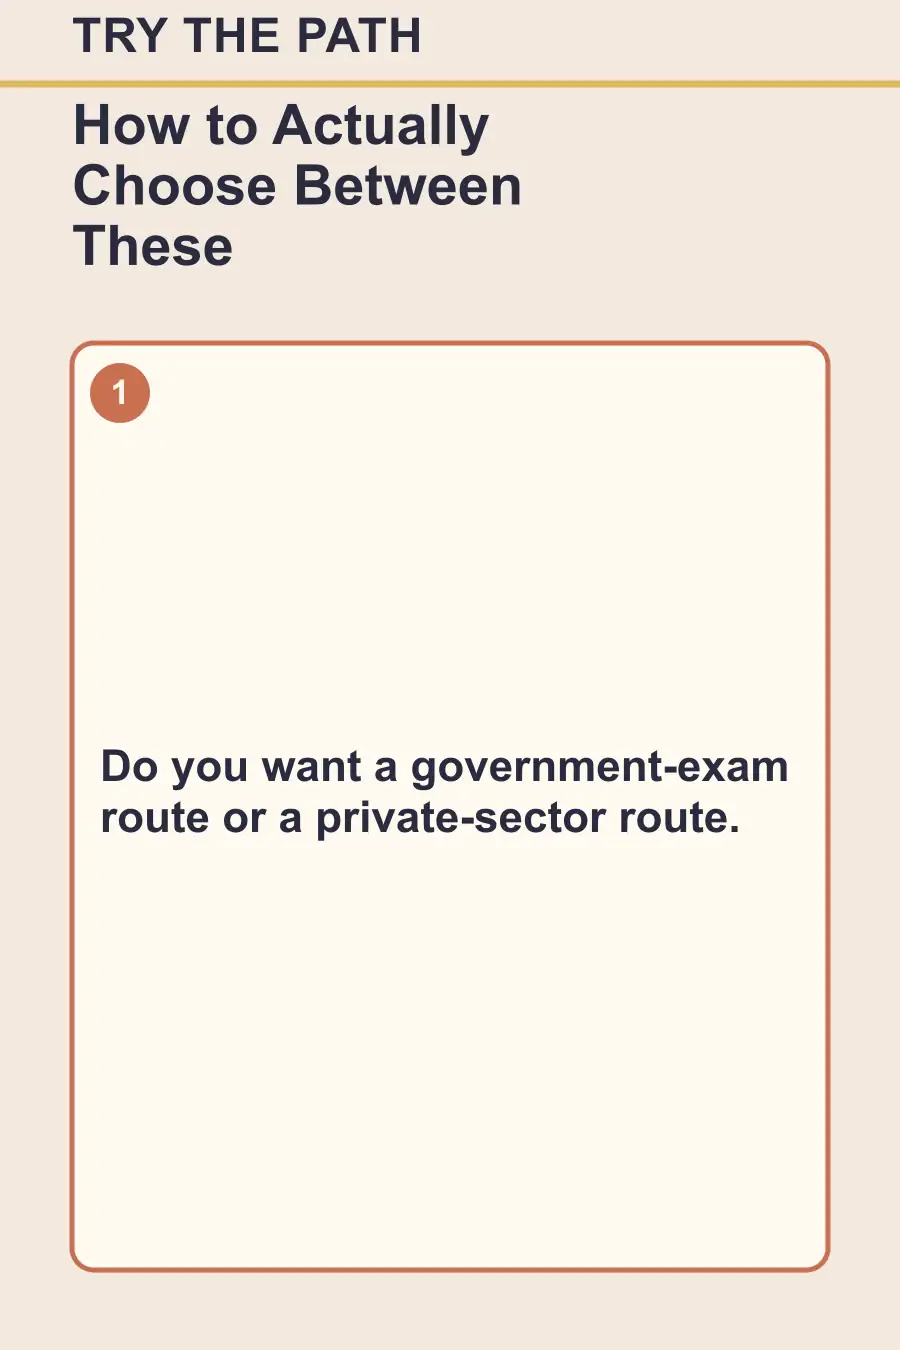 TRY THE PATH
How to Actually
Choose Between
These
1
Do you want a government-exam
route or a private-sector route.